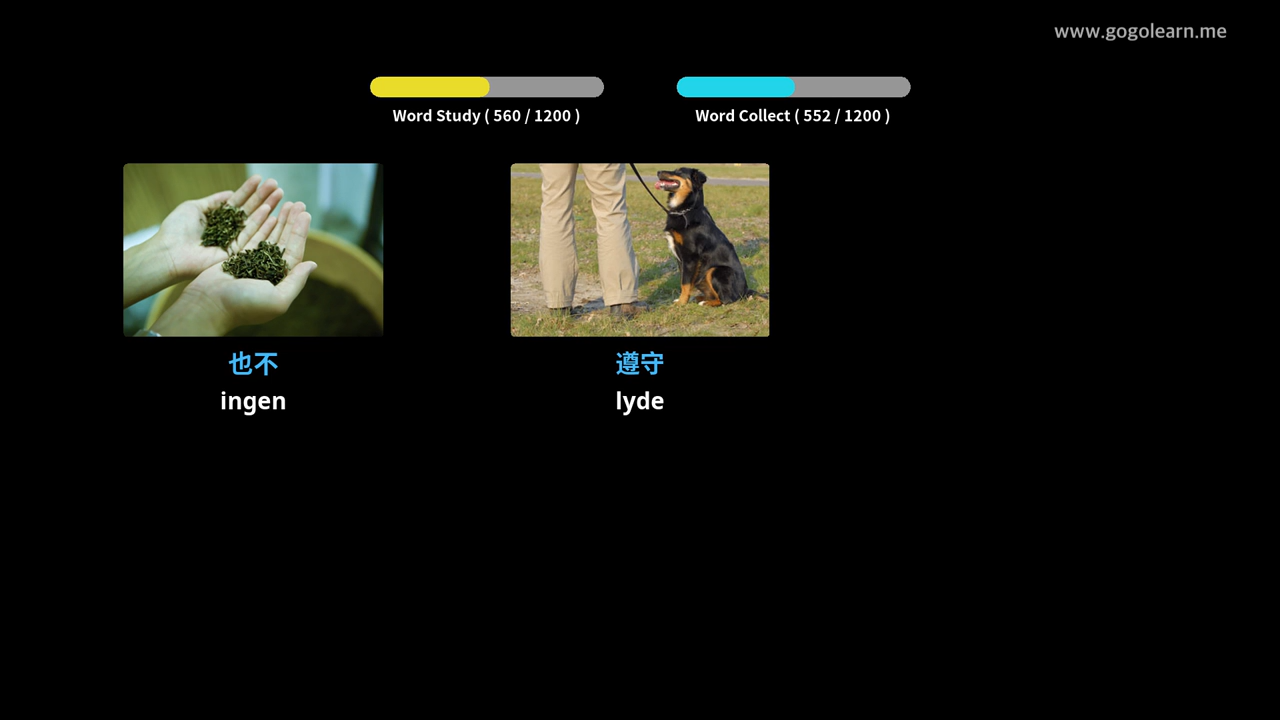 www.gogolearn.me
Word Study ( 560 / 1200 )
Word Collect ( 552 / 1200 )
也不
ingen
遵守
lyde